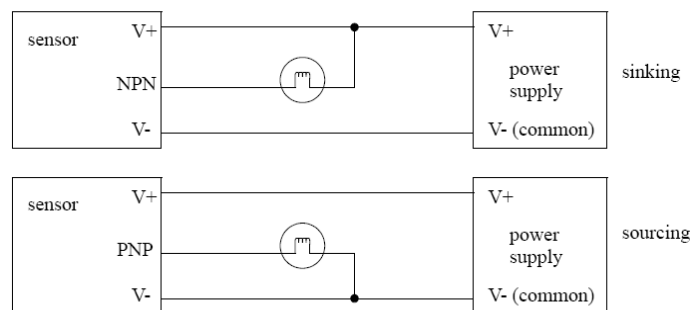 sensor
V+
NPN
V-
V+
power
supply
V- (common)
sinking
sensor
V+
PNP
V-
V+
power
supply
V- (common)
sourcing